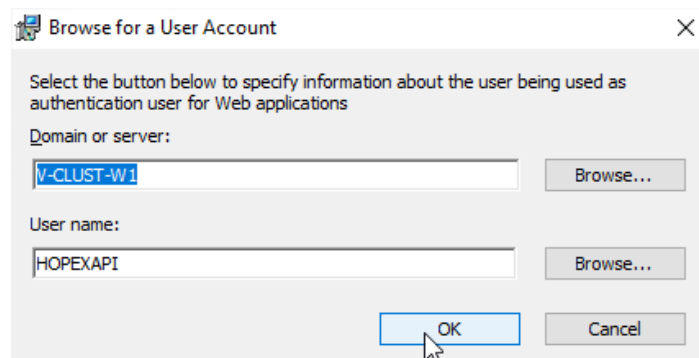 Browse for a User Account
Select the button below to specify information about the user being used as
authentication user for Web applications
Domain or server:
V-CLUST-W1
Browse...
User name:
HOPEXAPI
Browse...
OK
Cancel